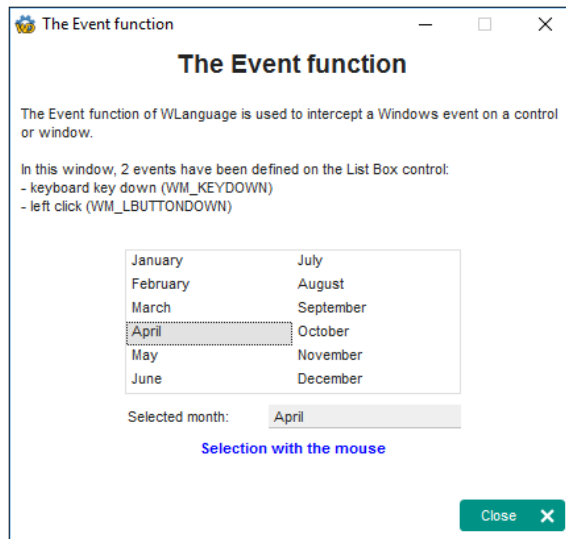 The Event function
The Event function
The Event function of WLanguage is used to intercept a Windows event on a control
or window.
In this window, 2 events have been defined on the List Box control:
- keyboard key down (WM_KEYDOWN)
- left click (WM_LBUTTONDOWN)
January July
February August
March September
April October
May November
June December
Selected month: April
Selection with the mouse
Close